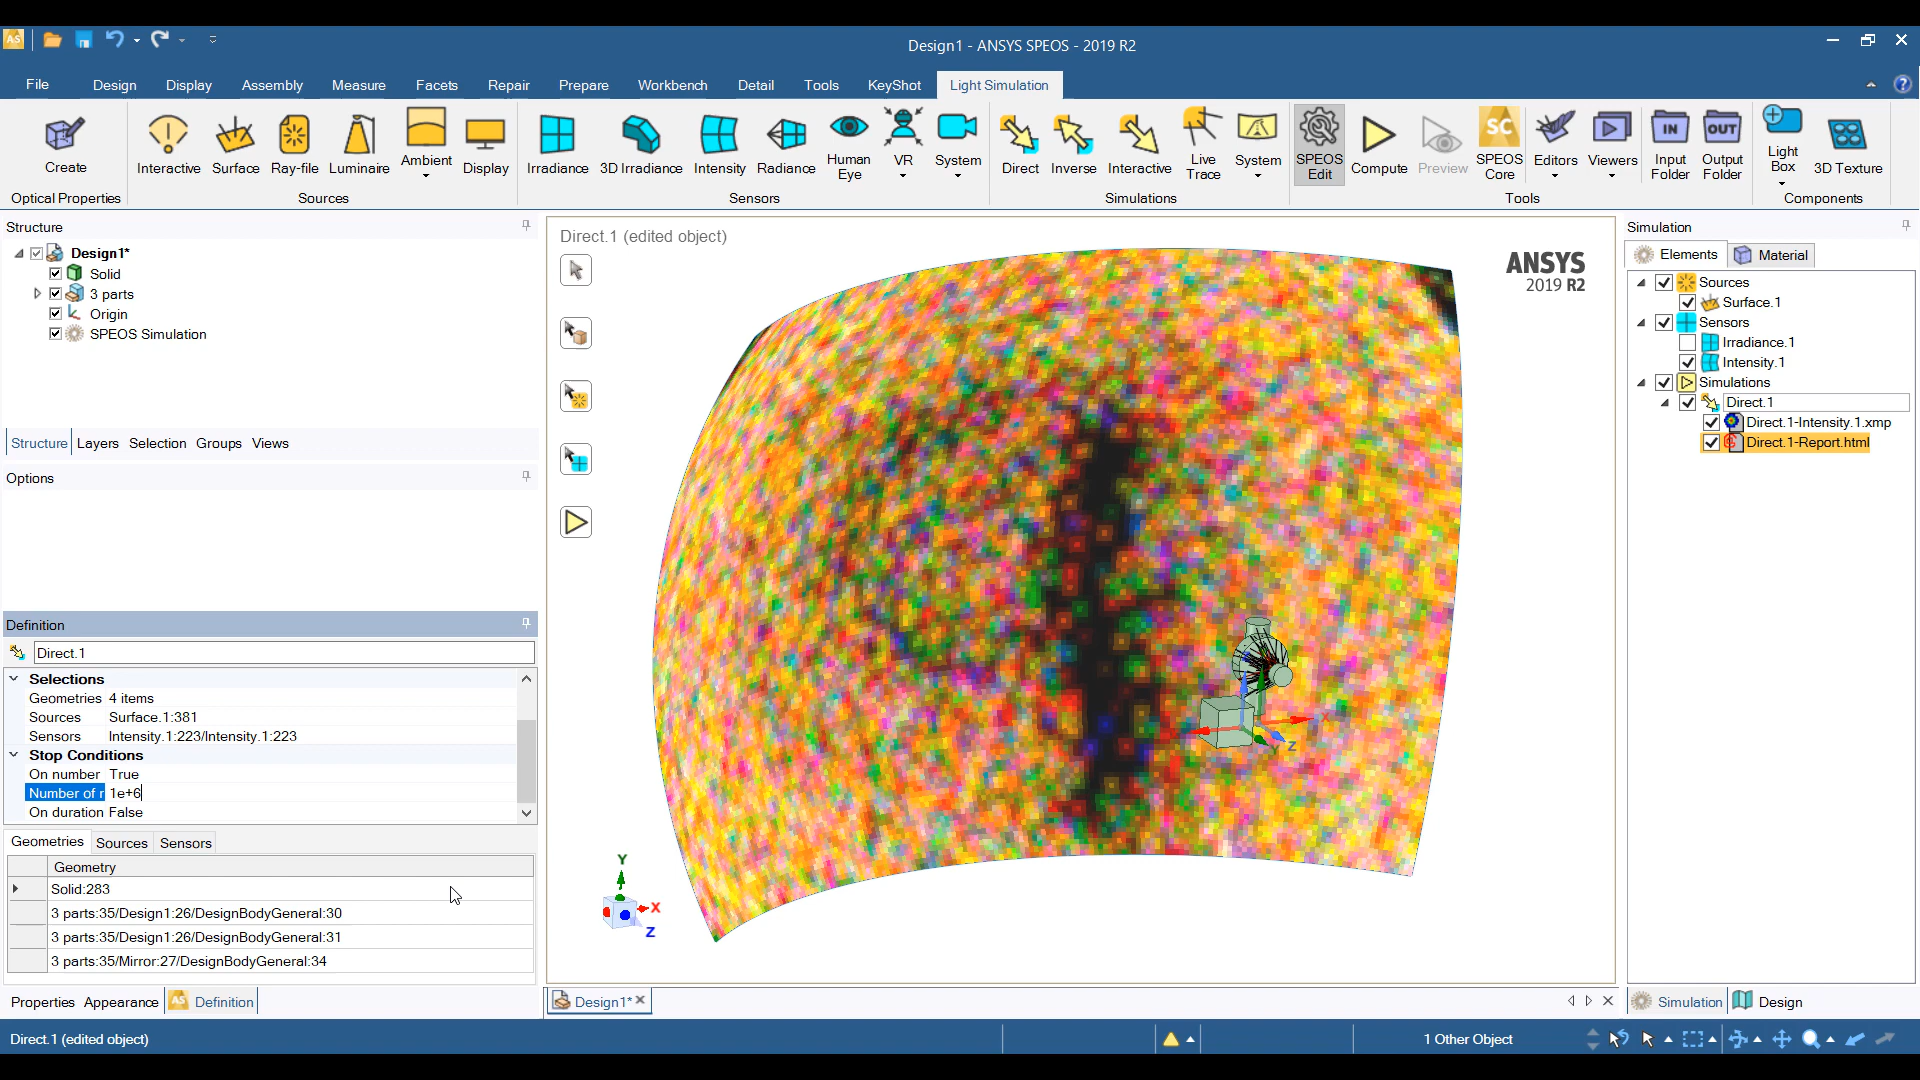 Design1 - ANSYS SPEOS - 2019 R2
File Design Display Assembly Measure Facets Repair Prepare Workbench Detail Tools KeyShot Light Simulation
Create Interactive Surface Ray-file Luminaire Ambient Display Irradiance 3D Irradiance Intensity Radiance Human Eye VR System Direct Inverse Interactive Live Trace System SPEOS Edit Compute Preview SPEOS Core Editors Viewers Input Folder Output Folder Light Box 3D Texture
Optical Properties Sources Sensors Simulations Tools Components
Structure
Design1*
Solid
3 parts
Origin
SPEOS Simulation
Structure Layers Selection Groups Views
Options
Definition
Direct.1
Selections
Geometries 4 items
Sources Surface.1:381
Sensors Intensity.1:223/Intensity.1:223
Stop Conditions
On number True
Number of r 1e+6
On duration False
Geometries Sources Sensors
Geometry
Solid:283
3 parts:35/Design1:26/DesignBodyGeneral:30
3 parts:35/Design1:26/DesignBodyGeneral:31
3 parts:35/Mirror:27/DesignBodyGeneral:34
Properties Appearance Definition
Direct.1 (edited object)
ANSYS
2019 R2
X
Y
Z
Y
X
Z
Design1*
Simulation
Elements Material
Sources
Surface.1
Sensors
Irradiance.1
Intensity.1
Simulations
Direct.1
Direct.1-Intensity.1.xmp
Direct.1-Report.html
Simulation Design
Direct.1 (edited object)
1 Other Object